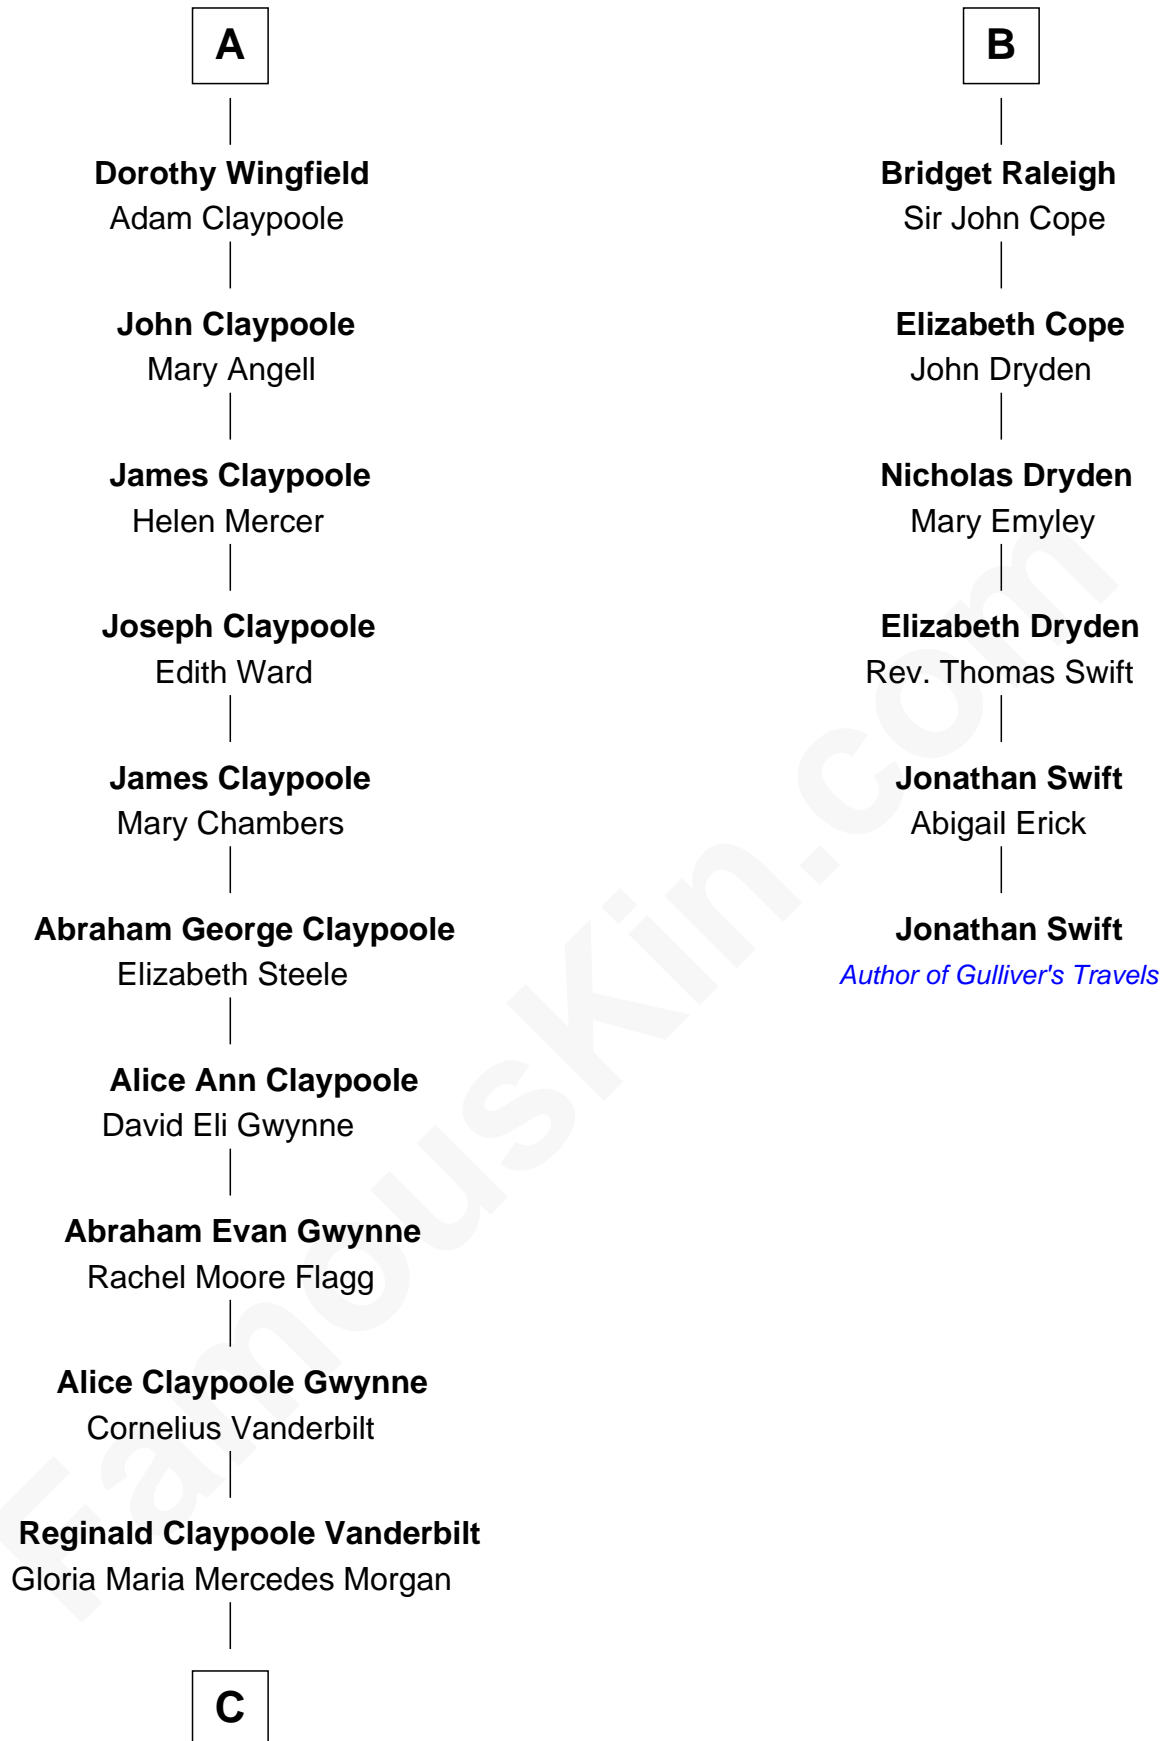 A
Dorothy Wingfield
Adam Claypoole
John Claypoole
Mary Angell
James Claypoole
Helen Mercer
Joseph Claypoole
Edith Ward
James Claypoole
Mary Chambers
Abraham George Claypoole
Elizabeth Steele
Alice Ann Claypoole
David Eli Gwynne
Abraham Evan Gwynne
Rachel Moore Flagg
Alice Claypoole Gwynne
Cornelius Vanderbilt
Reginald Claypoole Vanderbilt
Gloria Maria Mercedes Morgan
C
B
Bridget Raleigh
Sir John Cope
Elizabeth Cope
John Dryden
Nicholas Dryden
Mary Emyley
Elizabeth Dryden
Rev. Thomas Swift
Jonathan Swift
Abigail Erick
Jonathan Swift
Author of Gulliver's Travels
FamousKin.com